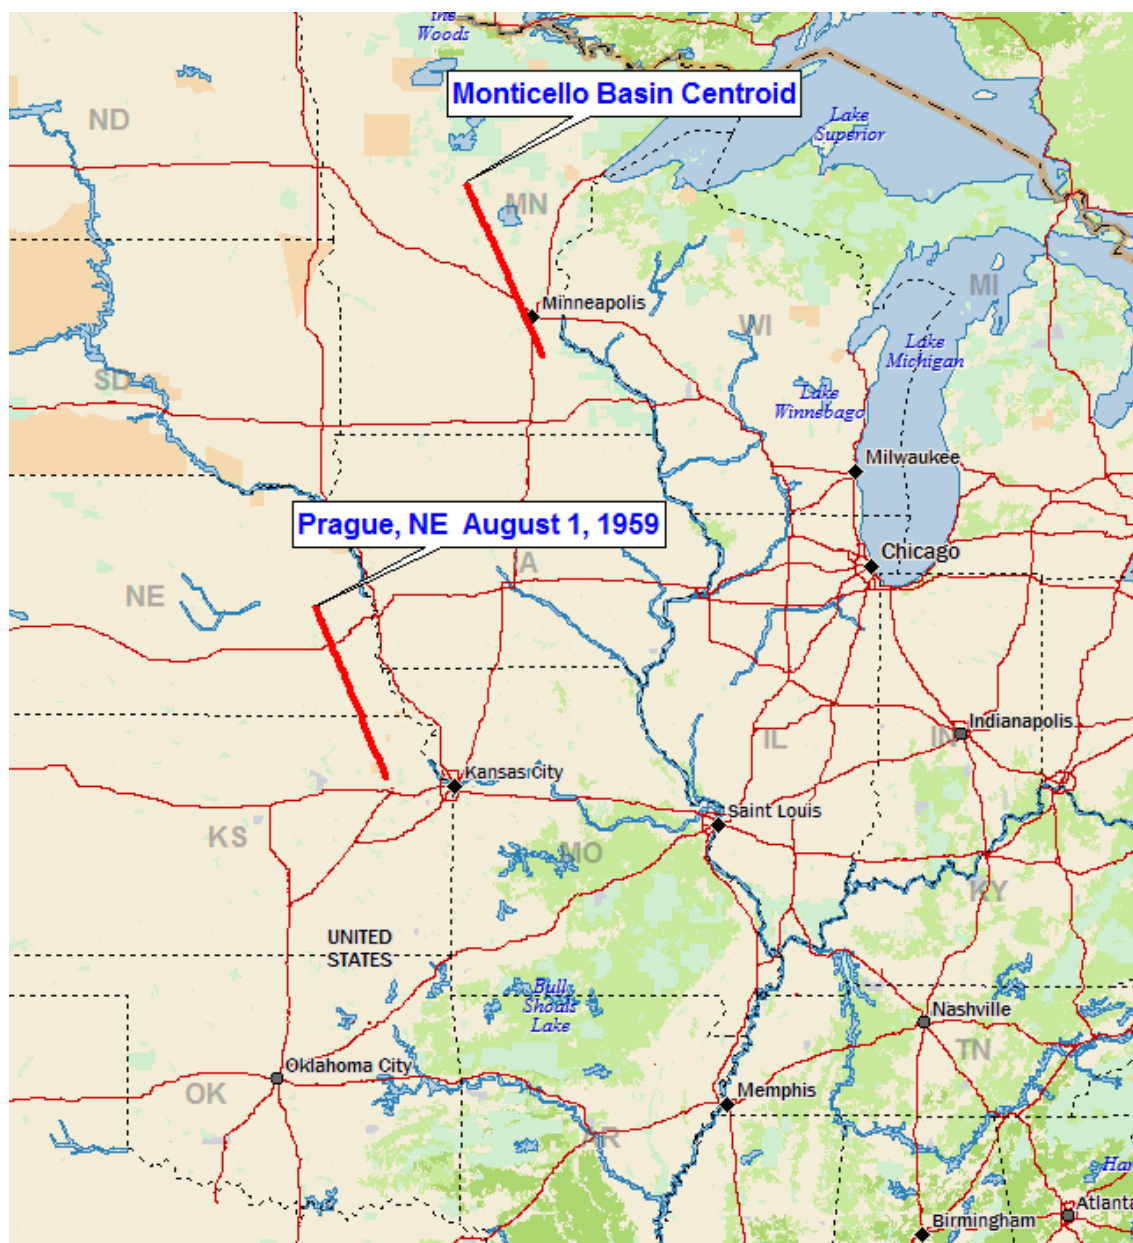 the
Woods
Monticello Basin Centroid
ND
Lake
Superior
MN
MI
Minneapolis
WI
Lake
Michigan
SD
Lake
Winnebago
Milwaukee
Prague, NE  August 1, 1959
Chicago
IA
NE
Indianapolis
IL
IN
Kansas City
Saint Louis
KS
MO
KY
UNITED
STATES
Bull
Shoals
Lake
Nashville
TN
Oklahoma City
OK
Memphis
AR
Atlanta
Birmingham